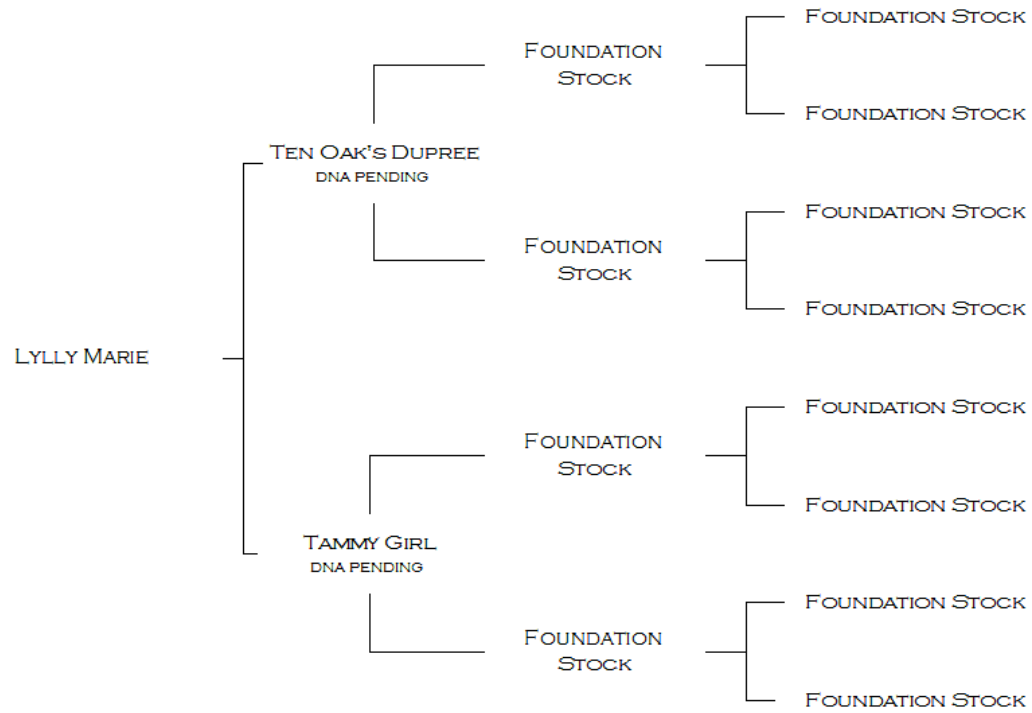 Foundation Stock
Foundation
Stock
Foundation Stock
Ten Oak's Dupree
DNA pending
Foundation Stock
Foundation
Stock
Foundation Stock
Lylly Marie
Foundation Stock
Foundation
Stock
Foundation Stock
Tammy Girl
DNA pending
Foundation Stock
Foundation
Stock
Foundation Stock